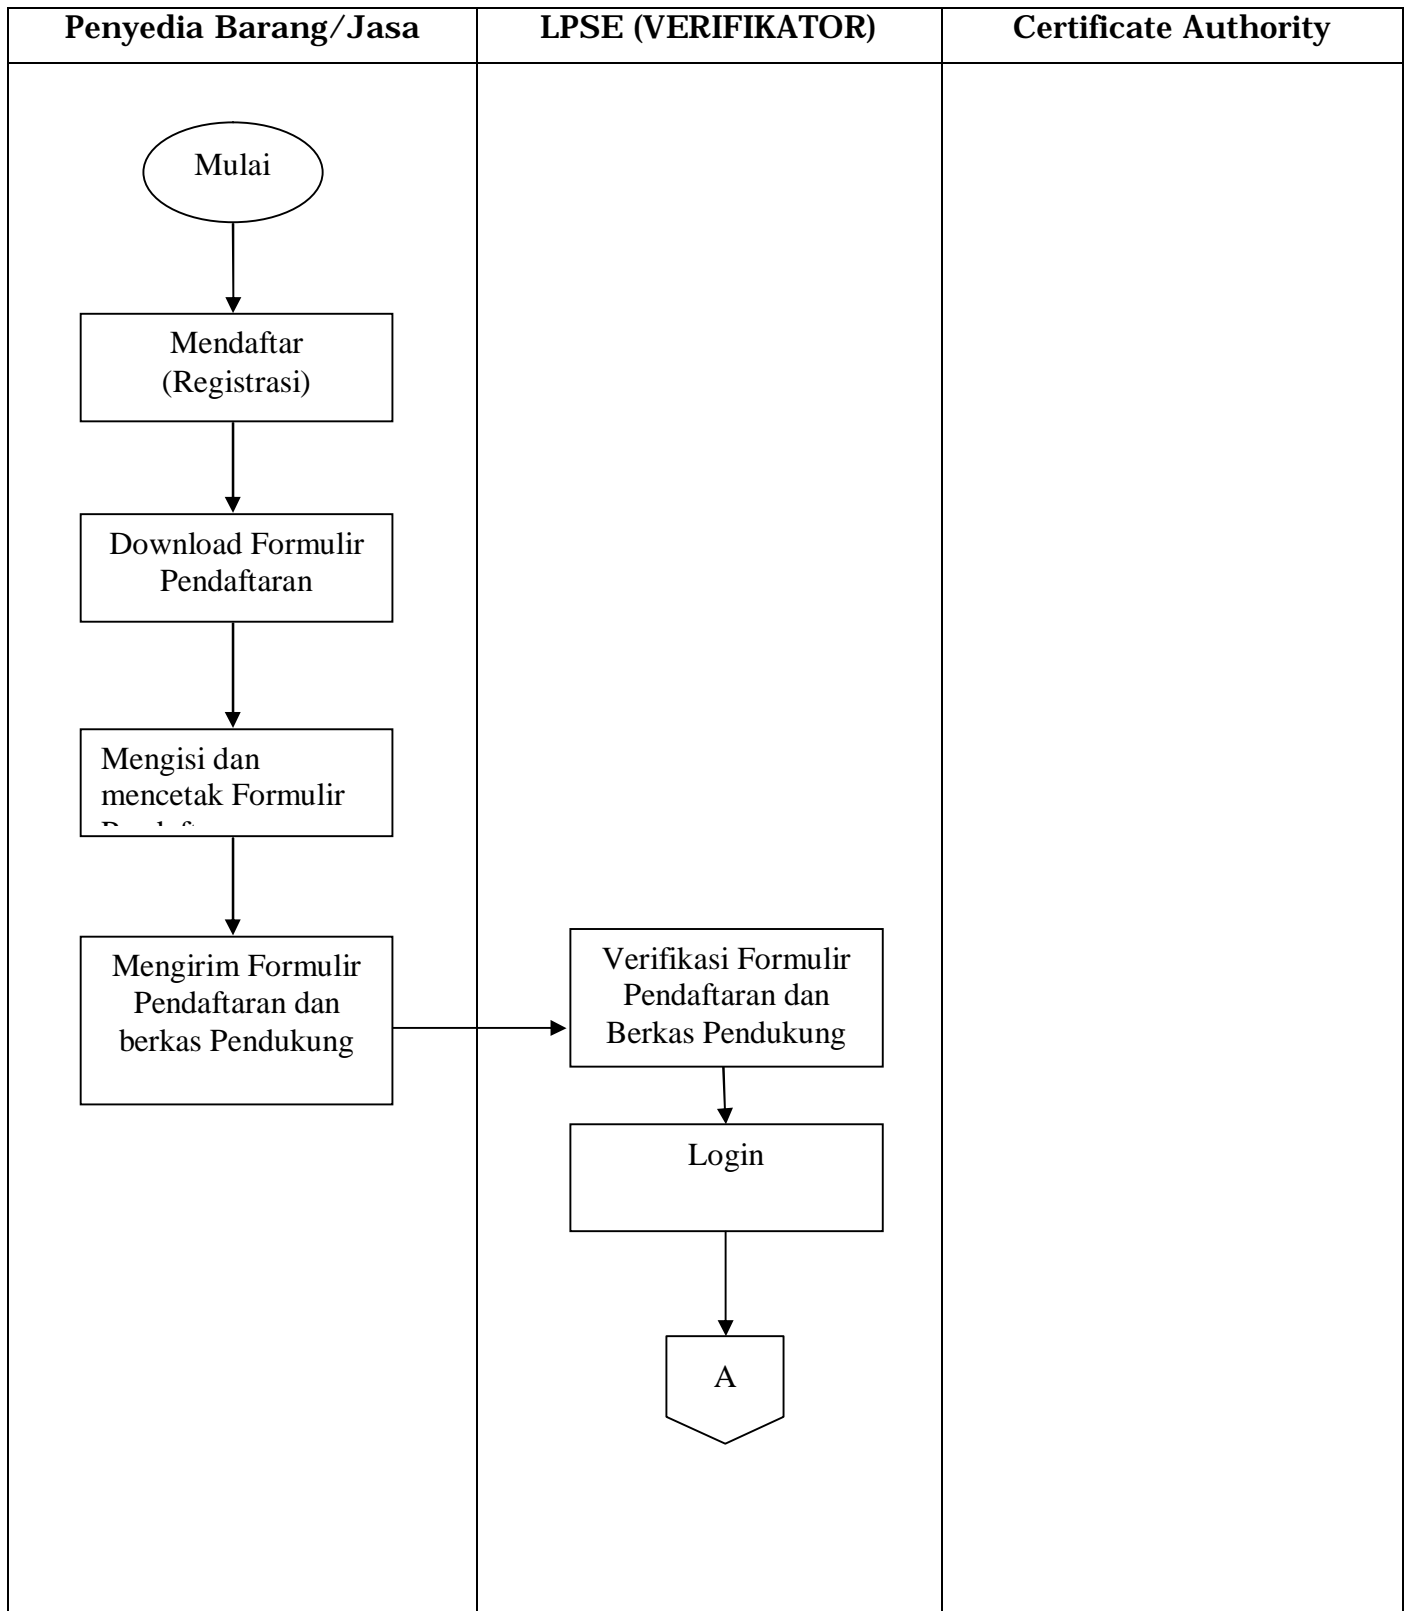 Penyedia Barang/Jasa
LPSE (VERIFIKATOR)
Certificate Authority
Mulai
Mendaftar
(Registrasi)
Download Formulir
Pendaftaran
Mengisi dan
mencetak Formulir
Mengirim Formulir
Pendaftaran dan
berkas Pendukung
Verifikasi Formulir
Pendaftaran dan
Berkas Pendukung
Login
A